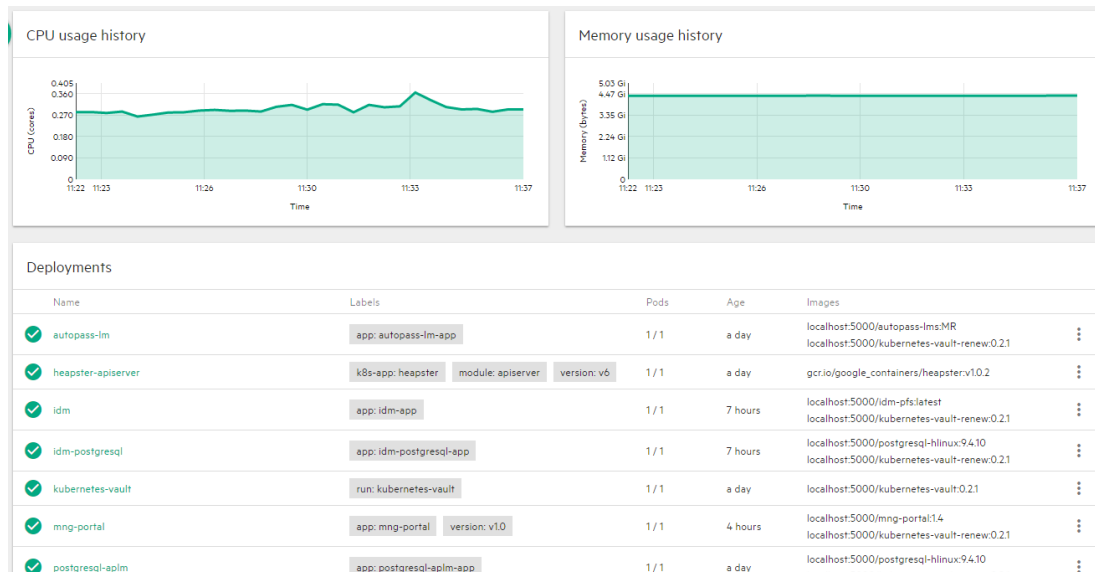 CPU usage history
0.405
0.360
0.270
0.180
0.090
0
CPU (cores)
11:22 11:23 11:26 11:30 11:33 11:37
Time
Memory usage history
5.03 Gi
4.47 Gi
3.35 Gi
2.24 Gi
1.12 Gi
0
Memory (bytes)
11:22 11:23 11:26 11:30 11:33 11:37
Time
Deployments
Name Labels Pods Age Images
autopass-lm app: autopass-lm-app 1 / 1 a day localhost:5000/autopass-lms:MR
localhost:5000/kubernetes-vault-renew:0.2.1
heapster-apiserver k8s-app: heapster module: apiserver version: v6 1 / 1 a day gcr.io/google_containers/heapster:v1.0.2
idm app: idm-app 1 / 1 7 hours localhost:5000/idm-pfs:latest
localhost:5000/kubernetes-vault-renew:0.2.1
idm-postgresql app: idm-postgresql-app 1 / 1 7 hours localhost:5000/postgresql-hlinux:9.4.10
localhost:5000/kubernetes-vault-renew:0.2.1
kubernetes-vault run: kubernetes-vault 1 / 1 a day localhost:5000/kubernetes-vault:0.2.1
mng-portal app: mng-portal version: v1.0 1 / 1 4 hours localhost:5000/mng-portal:1.4
localhost:5000/kubernetes-vault-renew:0.2.1
postgresql-aplm app: postgresql-aplm-app 1 / 1 a day localhost:5000/postgresql-hlinux:9.4.10